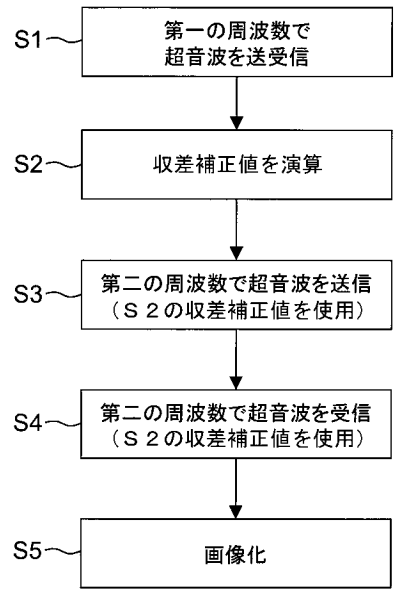 S1
第一の周波数で
超音波を送受信
S2
収差補正値を演算
S3
第二の周波数で超音波を送信
（Ｓ２の収差補正値を使用）
S4
第二の周波数で超音波を受信
（Ｓ２の収差補正値を使用）
S5
画像化